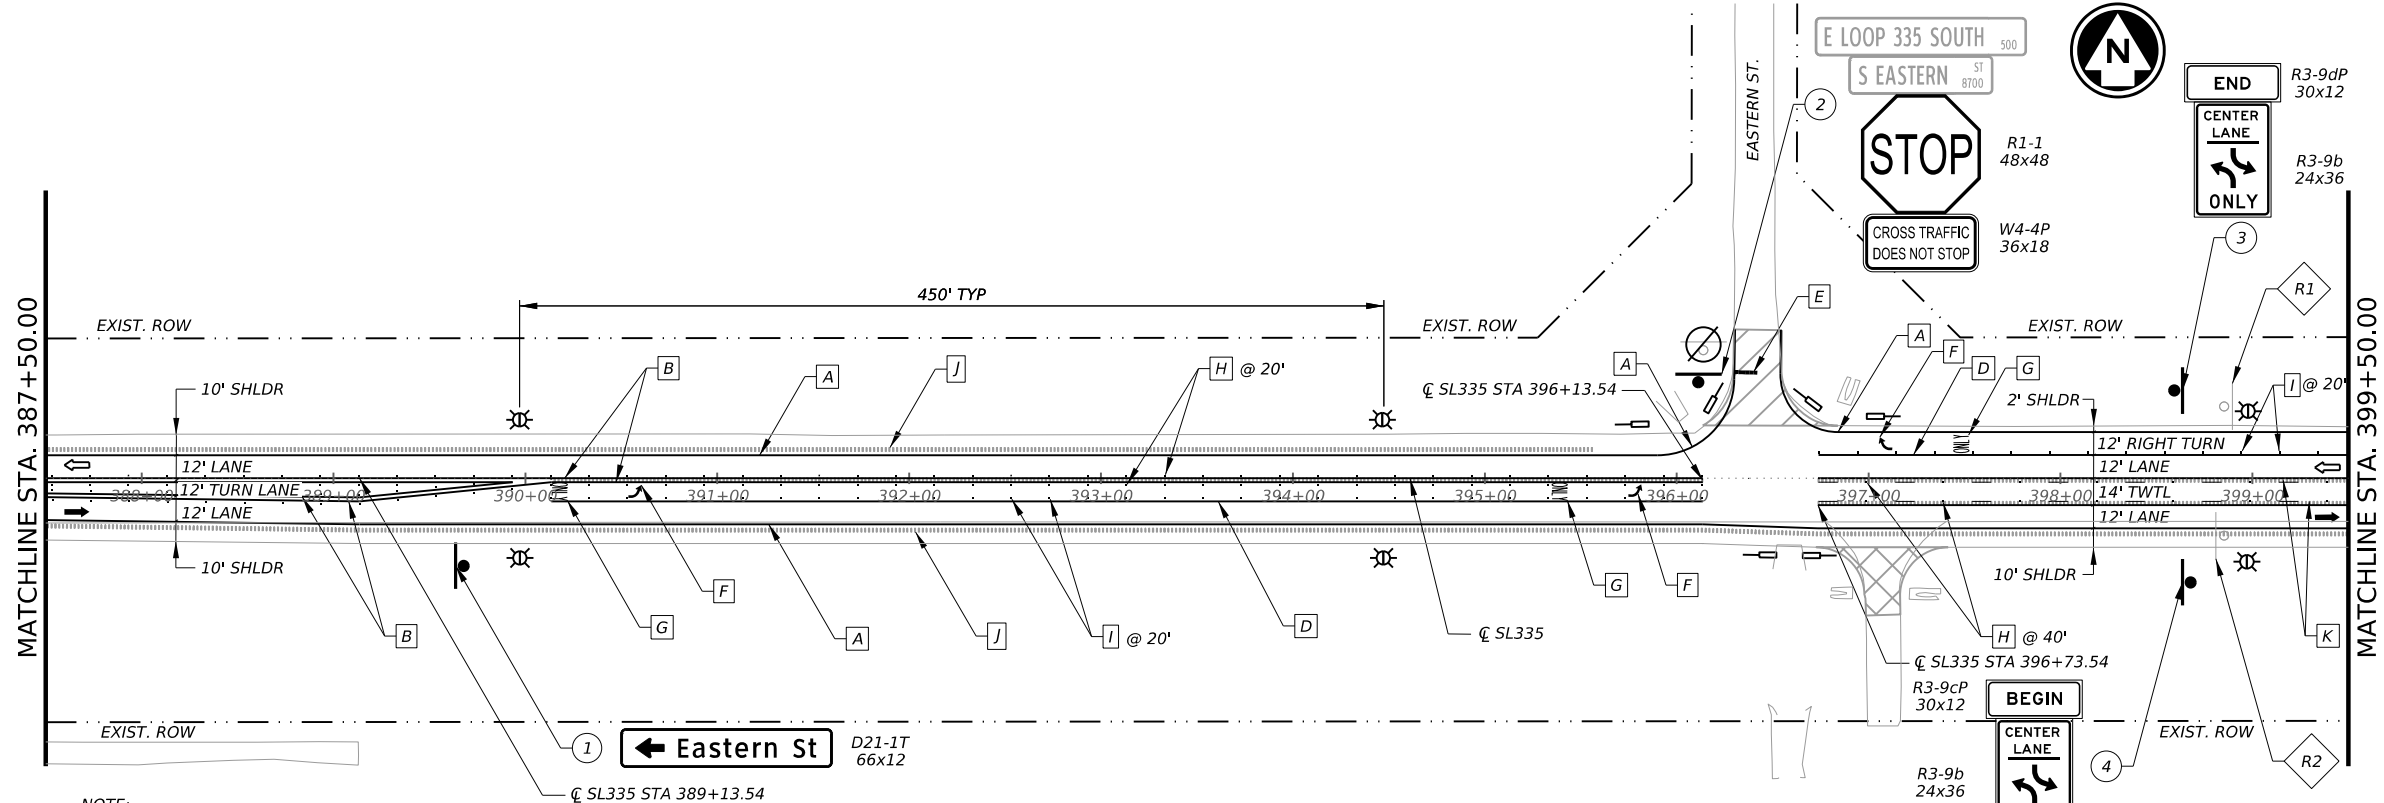 E LOOP 335 SOUTH 500
S EASTERN ST 8700
STOP
R1-1
48x48
CROSS TRAFFIC
DOES NOT STOP
W4-4P
36x18
N
END
R3-9dP
30x12
CENTER
LANE
ONLY
R3-9b
24x36
EASTERN ST.
2
3
E
R1
MATCHLINE STA. 387+50.00
MATCHLINE STA. 399+50.00
450' TYP
EXIST. ROW
EXIST. ROW
EXIST. ROW
10' SHLDR
B
A
J
H @ 20'
A
℄ SL335 STA 396+13.54
A
F
D
G
I @ 20'
2' SHLDR
ONLY
12' RIGHT TURN
12' LANE
12' LANE
12' TURN LANE
14' TWTL
12' LANE
12' LANE
388+00
389+00
390+00
391+00
392+00
393+00
394+00
395+00
396+00
397+00
398+00
399+00
ONLY
ONLY
10' SHLDR
10' SHLDR
B
G
F
A
J
I @ 20'
D
G
F
℄ SL335
H @ 40'
K
℄ SL335 STA 396+73.54
EXIST. ROW
1
Eastern St
D21-1T
66x12
℄ SL335 STA 389+13.54
R3-9cP
30x12
BEGIN
CENTER
LANE
R3-9b
24x36
4
EXIST. ROW
R2
NOTE: